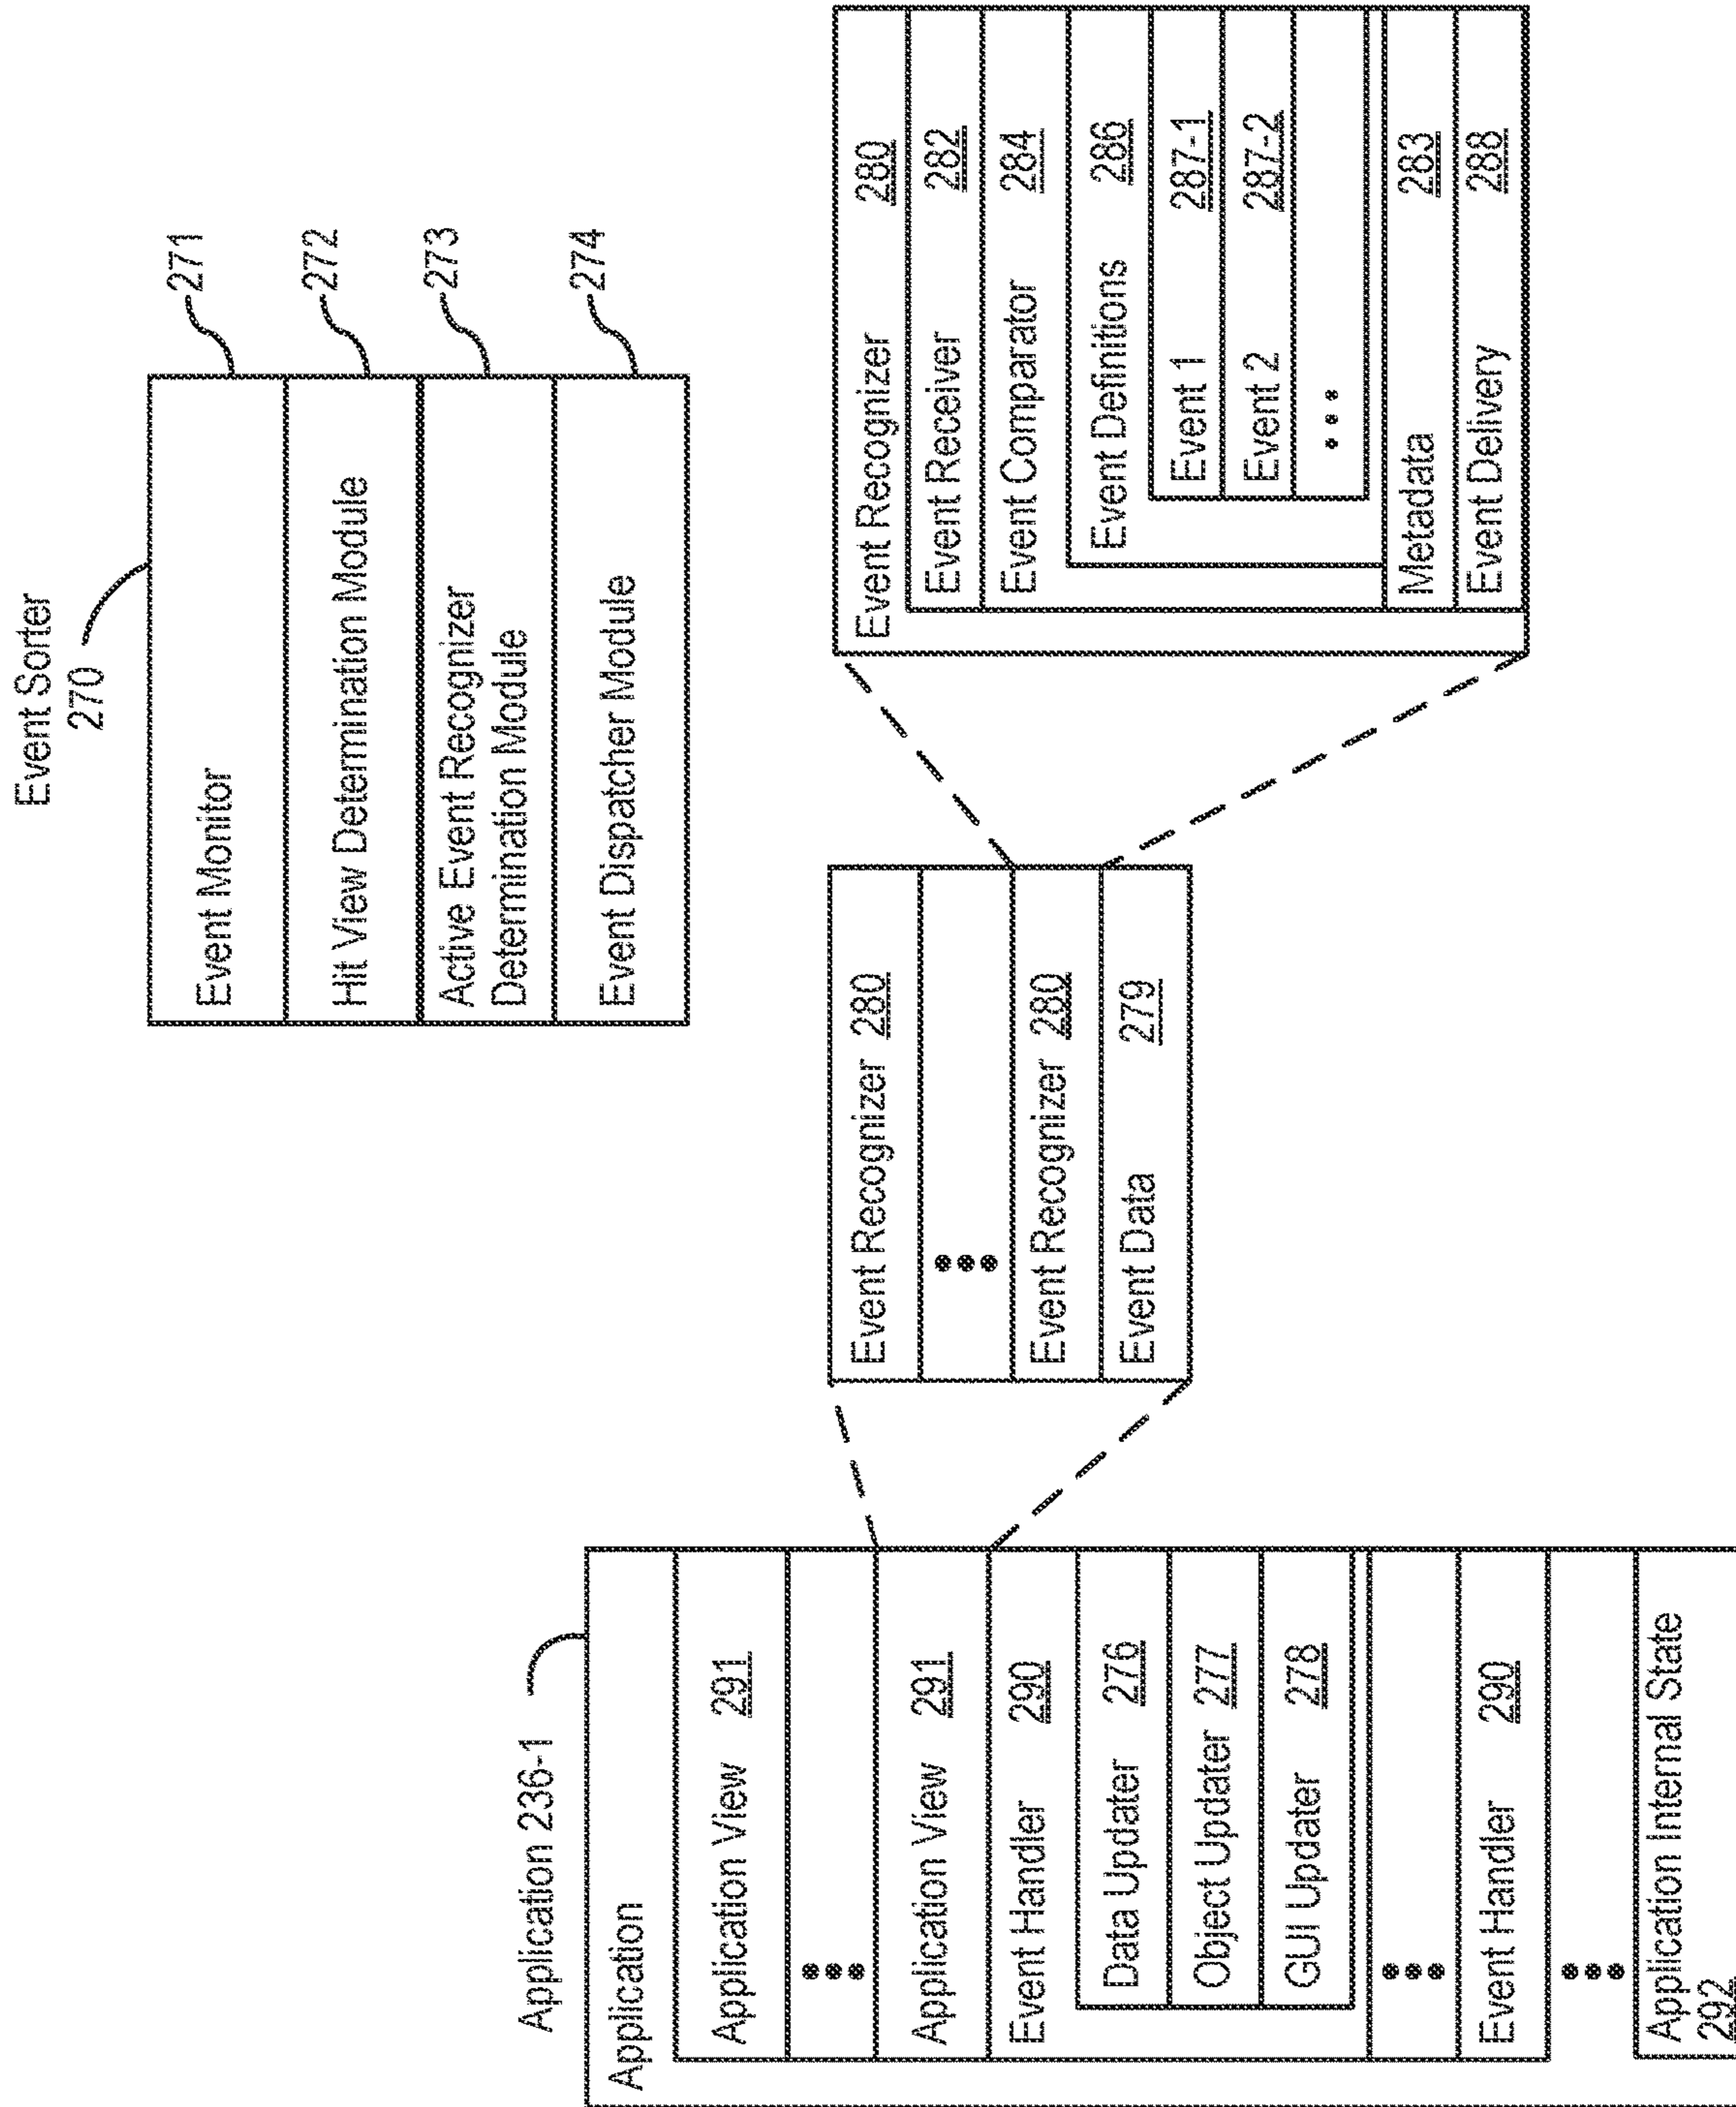 Event Sorter
270
Event Monitor
271
Hit View Determination Module
272
Active Event Recognizer
Determination Module
273
Event Dispatcher Module
274
Application 236-1
Application
Application View 291
•••
Application View 291
Event Handler 290
Data Updater 276
Object Updater 277
GUI Updater 278
•••
Event Handler 290
•••
Application Internal State
292
Event Recognizer 280
•••
Event Recognizer 280
Event Data 279
Event Recognizer 280
Event Receiver 282
Event Comparator 284
Event Definitions 286
Event 1 287-1
Event 2 287-2
•••
Metadata 283
Event Delivery 288